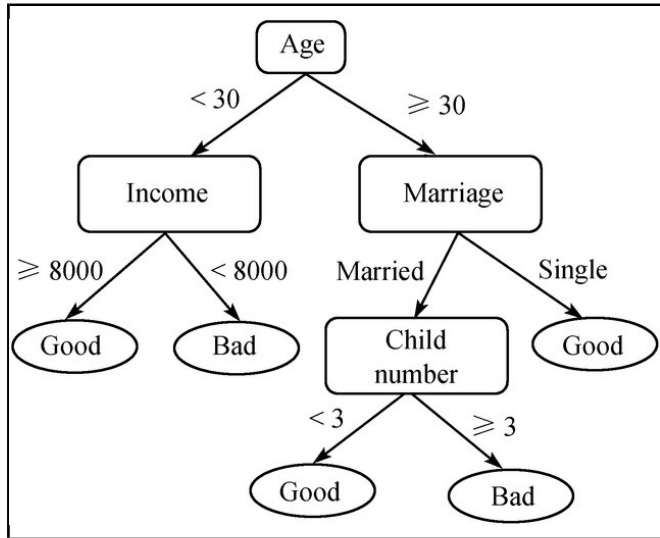 Age
< 30
⩾ 30
Income
Marriage
⩾ 8000
< 8000
Married
Single
Good
Bad
Child
number
Good
< 3
⩾ 3
Good
Bad